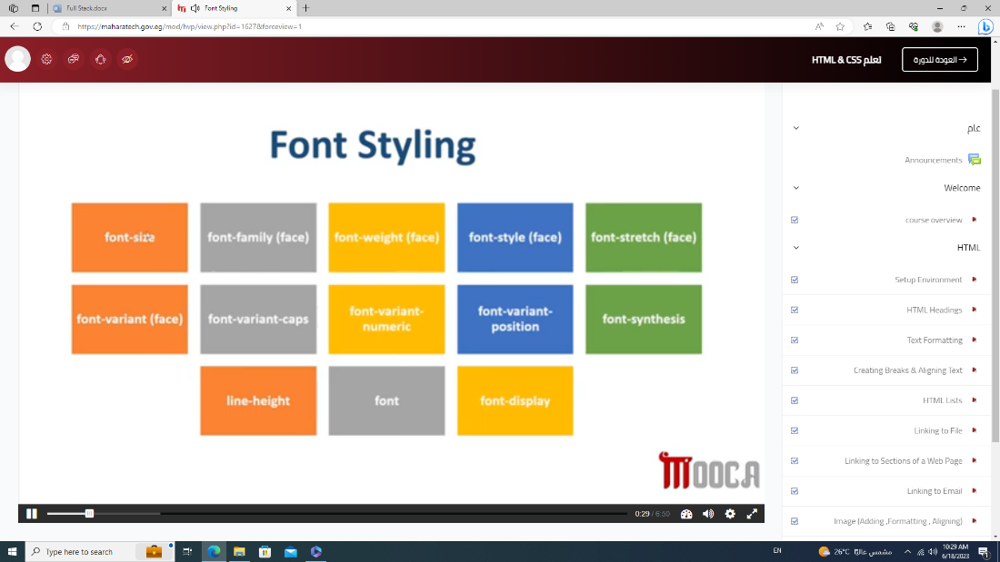 Full Stack.docx
Font Styling
https://maharatech.gov.eg/mod/hvp/view.php?id=1627&forceview=1
تعلم HTML & CSS
العودة للدورة
Font Styling
font-size
font-family (face)
font-weight (face)
font-style (face)
font-stretch (face)
font-variant (face)
font-variant-caps
font-variant-
numeric
font-variant-
position
font-synthesis
line-height
font
font-display
MOOCA
0:29 / 6:50
عام
Announcements
Welcome
course overview
HTML
Setup Environment
HTML Headings
Text Formatting
Creating Breaks & Aligning Text
HTML Lists
Linking to File
Linking to Sections of a Web Page
Linking to Email
Image (Adding ,Formatting , Aligning)
Type here to search
EN
26°C مشمس غالبًا
10:29 AM
6/18/2023